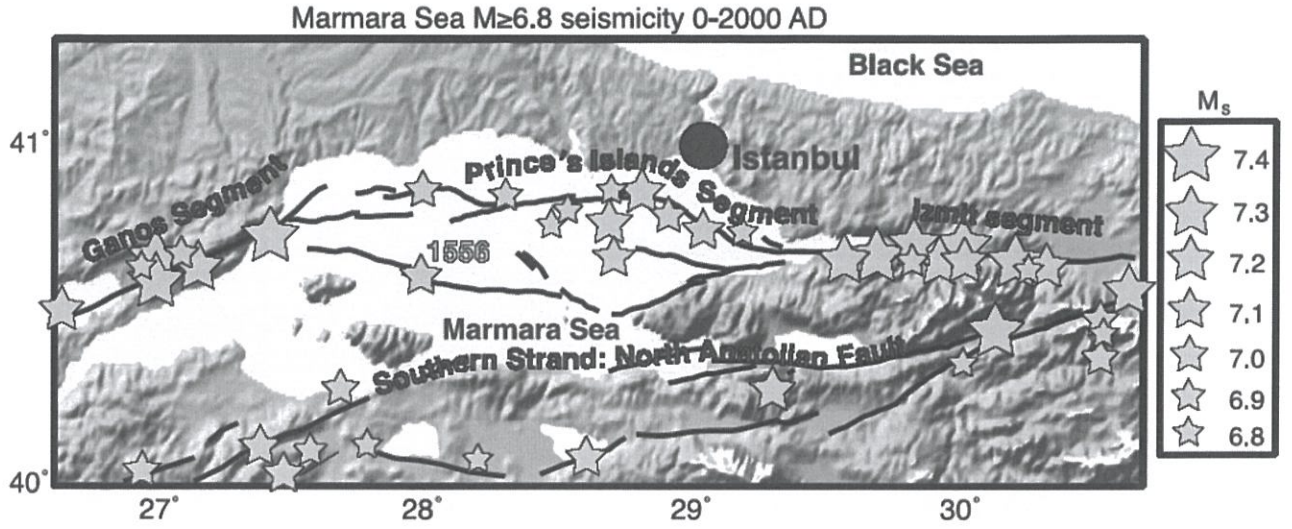 Marmara Sea M≥6.8 seismicity 0-2000 AD
Black Sea
41°
Istanbul
Prince's Islands Segment
Ganos Segment
Izmit segment
1556
Marmara Sea
Southern Strand: North Anatolian Fault
40°
27°
28°
29°
30°
Ms
7.4
7.3
7.2
7.1
7.0
6.9
6.8